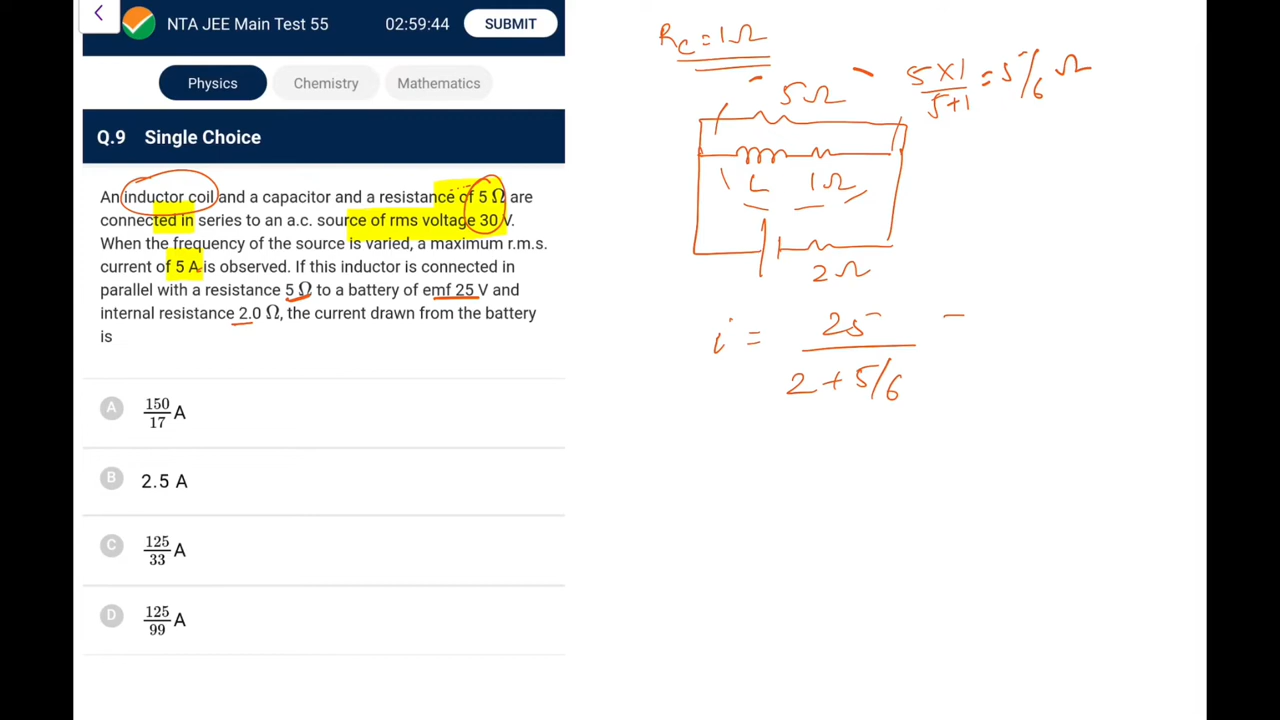 NTA JEE Main Test 55
02:59:44
SUBMIT
Physics
Chemistry
Mathematics
Q.9 Single Choice
An inductor coil and a capacitor and a resistance of 5 Ω are
connected in series to an a.c. source of rms voltage 30 V.
When the frequency of the source is varied, a maximum r.m.s.
current of 5 A is observed. If this inductor is connected in
parallel with a resistance 5 Ω to a battery of emf 25 V and
internal resistance 2.0 Ω, the current drawn from the battery
is
A 150/17 A
B 2.5 A
C 125/33 A
D 125/99 A
Rc = 1Ω
5Ω
5×1/5+1 = 5/6 Ω
L 1Ω
2Ω
i = 25/(2 + 5/6) =